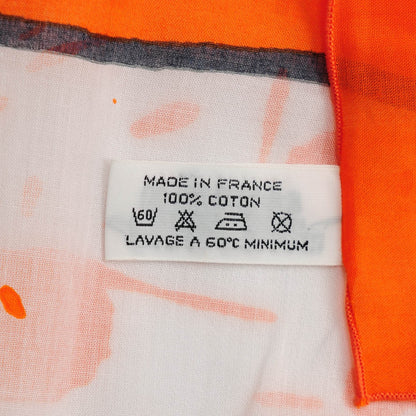 MADE IN FRANCE
100% COTON
60
LAVAGE A 60°C MINIMUM